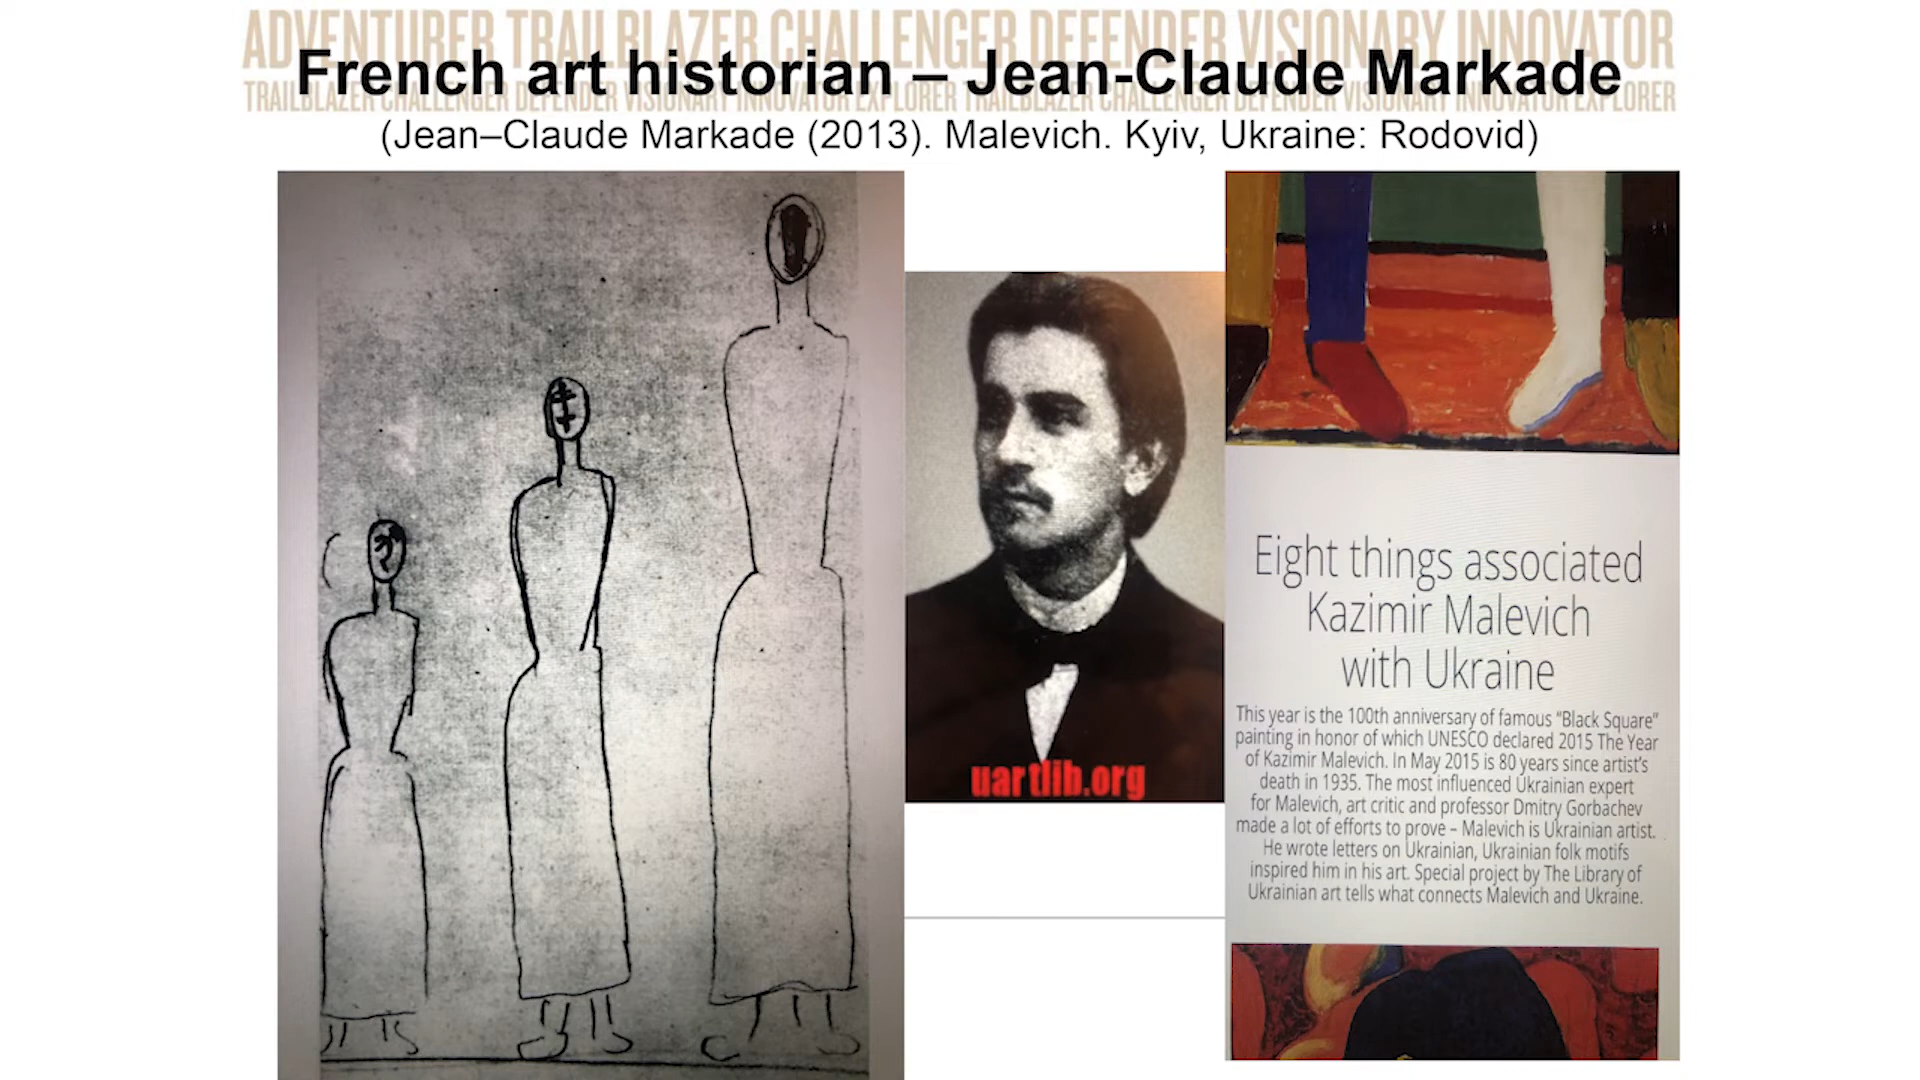 ADVENTURER TRAILBLAZER CHALLENGER DEFENDER VISIONARY INNOVATOR
French art historian – Jean-Claude Markade
TRAILBLAZER CHALLENGER DEFENDER VISIONARY INNOVATOR EXPLORER TRAILBLAZER CHALLENGER DEFENDER VISIONARY INNOVATOR EXPLORER
(Jean–Claude Markade (2013). Malevich. Kyiv, Ukraine: Rodovid)
uartlib.org
Eight things associated
Kazimir Malevich
with Ukraine
This year is the 100th anniversary of famous “Black Square”
painting in honor of which UNESCO declared 2015 The Year
of Kazimir Malevich. In May 2015 is 80 years since artist’s
death in 1935. The most influenced Ukrainian expert
for Malevich, art critic and professor Dmitry Gorbachev
made a lot of efforts to prove – Malevich is Ukrainian artist.
He wrote letters on Ukrainian, Ukrainian folk motifs
inspired him in his art. Special project by The Library of
Ukrainian art tells what connects Malevich and Ukraine.